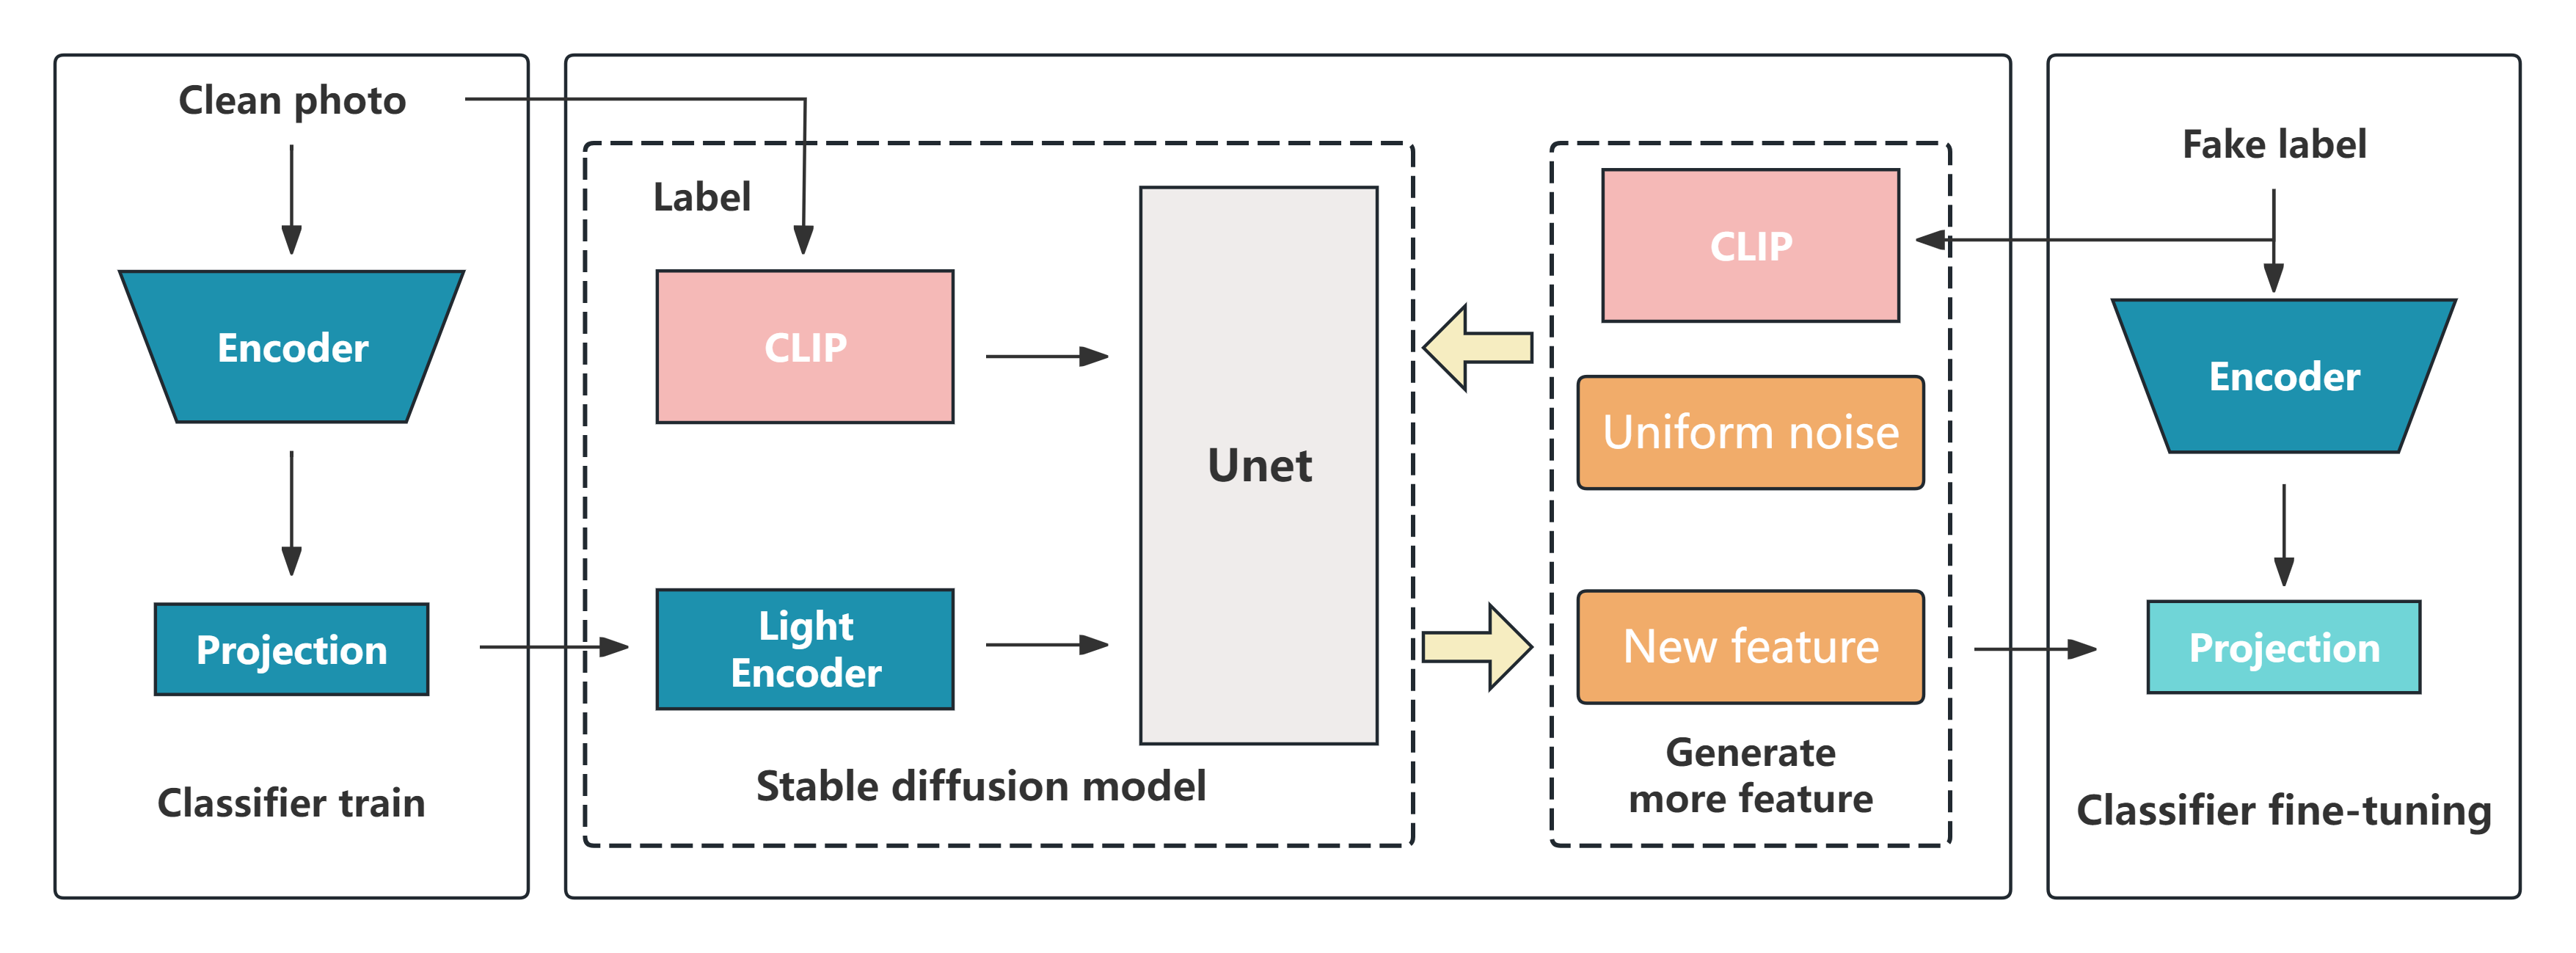 Clean photo
Encoder
Projection
Classifier train
Label
CLIP
Light
Encoder
Unet
Stable diffusion model
CLIP
Uniform noise
New feature
Generate
more feature
Fake label
Encoder
Projection
Classifier fine-tuning